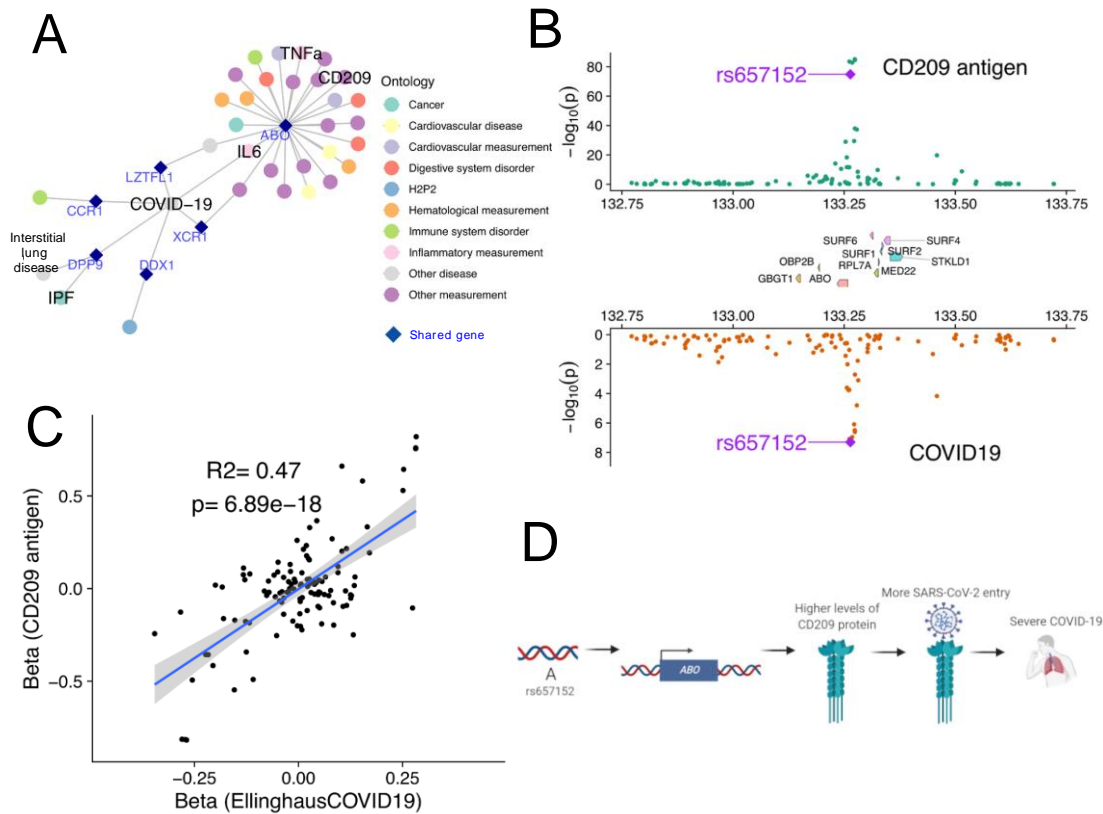 A
TNFa
CD209
ABO
IL6
LZTFL1
CCR1
COVID−19
XCR1
Interstitial
lung
disease
DPP9
DDX1
IPF
Ontology
Cancer
Cardiovascular disease
Cardiovascular measurement
Digestive system disorder
H2P2
Hematological measurement
Immune system disorder
Inflammatory measurement
Other disease
Other measurement
Shared gene
B
CD209 antigen
rs657152
−log10(p)
80
60
40
20
0
132.75 133.00 133.25 133.50 133.75
SURF6 SURF4
SURF1 SURF2
OBP2B RPL7A STKLD1
GBGT1 ABO MED22
132.75 133.00 133.25 133.50 133.75
−log10(p)
0
2
4
6
8
rs657152
COVID19
C
R2= 0.47
p= 6.89e−18
Beta (CD209 antigen)
0.5
0.0
−0.5
−0.25 0.00 0.25
Beta (EllinghausCOVID19)
D
A
rs657152
ABO
Higher levels of
CD209 protein
More SARS-CoV-2 entry
Severe COVID-19